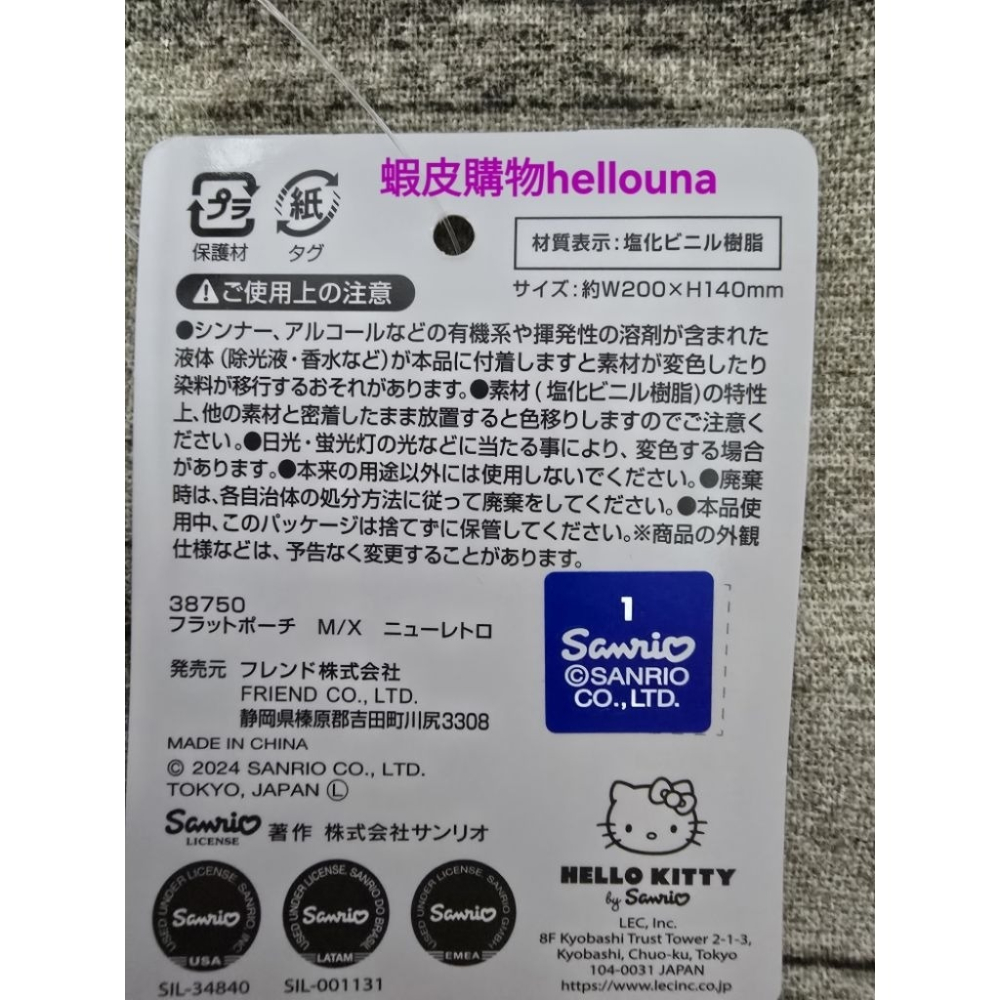 蝦皮購物hellouna
プラ
保護材
紙
タグ
材質表示:塩化ビニル樹脂
サイズ:約W200×H140mm
ご使用上の注意
●シンナー、アルコールなどの有機系や揮発性の溶剤が含まれた
液体(除光液・香水など)が本品に付着しますと素材が変色したり
染料が移行するおそれがあります。●素材(塩化ビニル樹脂)の特性
上、他の素材と密着したまま放置すると色移りしますのでご注意く
ださい。●日光・蛍光灯の光などに当たる事により、変色する場合
があります。●本来の用途以外には使用しないでください。●廃棄
時は、各自治体の処分方法に従って廃棄をしてください。●本品使
用中、このパッケージは捨てずに保管してください。※商品の外観
仕様などは、予告なく変更することがあります。
38750
フラットポーチ M/X ニューレトロ
発売元 フレンド株式会社
FRIEND CO., LTD.
静岡県榛原郡吉田町川尻3308
MADE IN CHINA
© 2024 SANRIO CO., LTD.
TOKYO, JAPAN Ⓛ
1
Sanrio
©SANRIO
CO.,LTD.
Sanrio
LICENSE
著作 株式会社サンリオ
USED UNDER LICENSE. SANRIO, INC.
Sanrio
USA
SIL-34840
USED UNDER LICENSE. SANRIO DO BRASIL
Sanrio
LATAM
SIL-001131
USED UNDER LICENSE. SANRIO GMBH
Sanrio
EMEA
HELLO KITTY
by Sanrio
LEC, Inc.
8F Kyobashi Trust Tower 2-1-3,
Kyobashi, Chuo-ku, Tokyo
104-0031 JAPAN
https://www.lecinc.co.jp